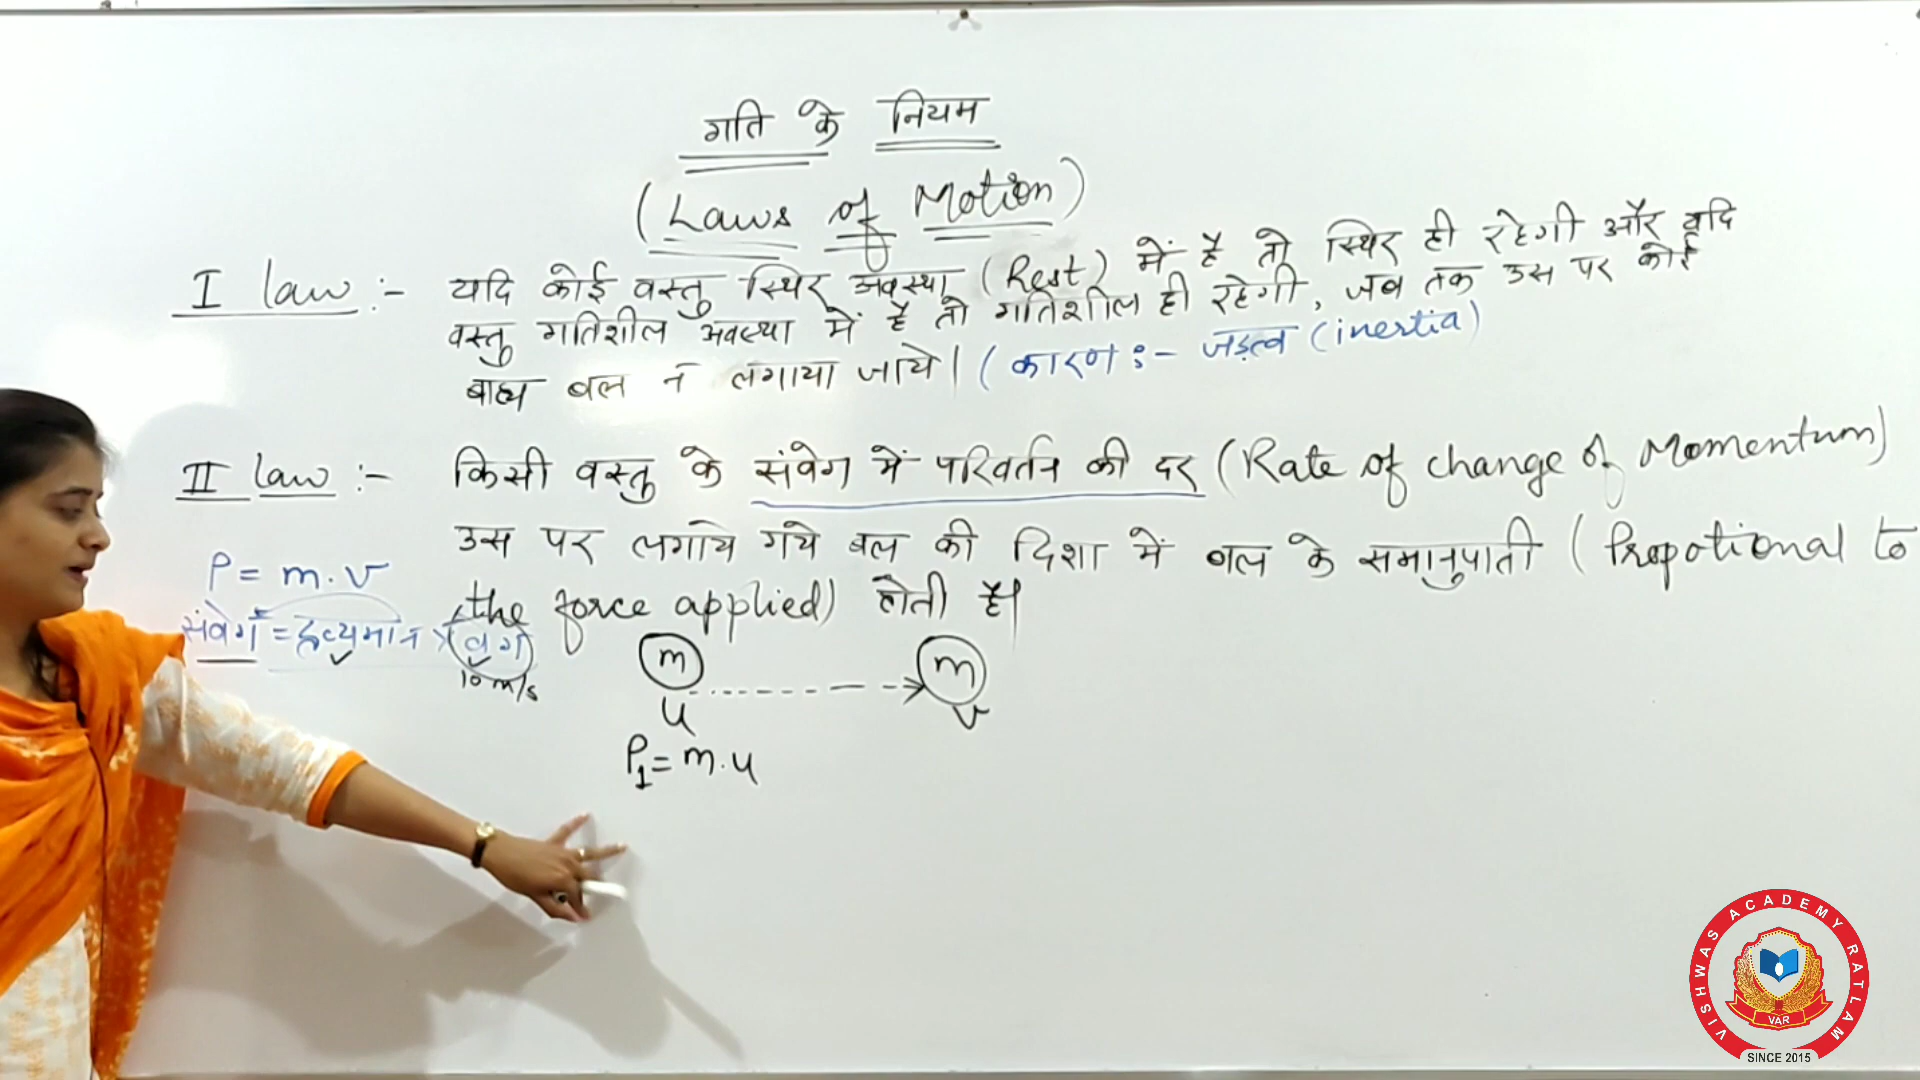 गति के नियम
(Laws of Motion)
I law :- यदि कोई वस्तु स्थिर अवस्था (Rest) में है तो स्थिर ही रहेगी और यदि
वस्तु गतिशील अवस्था में है तो गतिशील ही रहेगी, जब तक उस पर कोई
बाह्य बल न लगाया जाये। (कारण :- जड़त्व (inertia)
II law :- किसी वस्तु के संवेग में परिवर्तन की दर (Rate of change of Momentum)
उस पर लगाये गये बल की दिशा में बल के समानुपाती (Propotional to
the force applied) होती है।
P = m.v
संवेग = द्रव्यमान x वेग
10 m/s
m m
u v
P1 = m.u
VISHWAS ACADEMY RATLAM
VAR
SINCE 2015